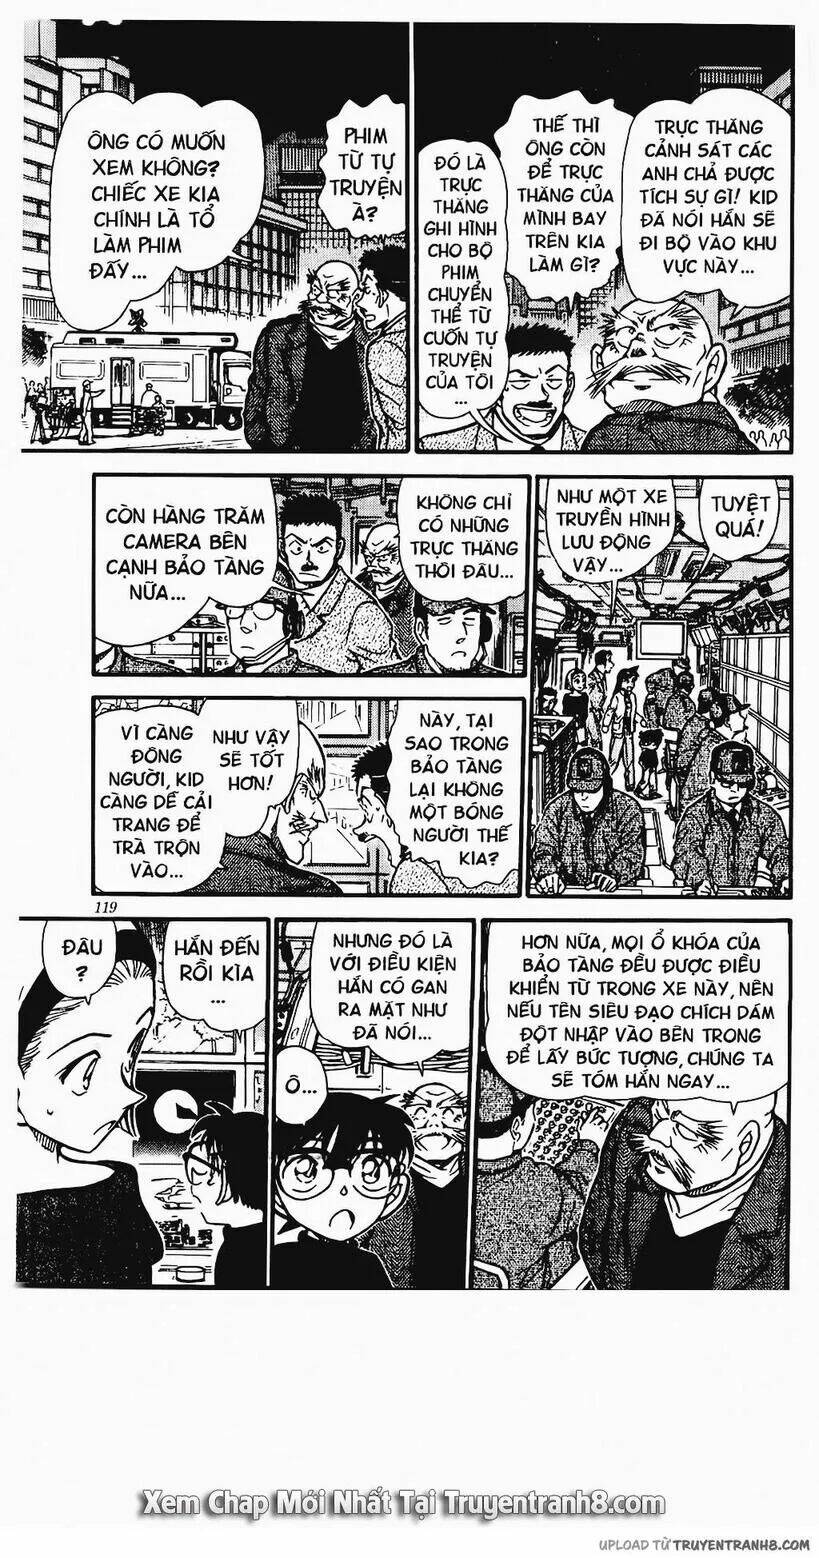 TRỰC THĂNG
CẢNH SÁT CÁC
ANH CHẢ ĐƯỢC
TÍCH SỰ GÌ! KID
ĐÃ NÓI HẮN SẼ
ĐI BỘ VÀO KHU
VỰC NÀY...
THẾ THÌ
ÔNG CÒN
ĐỂ TRỰC
THĂNG CỦA
MÌNH BAY
TRÊN KIA
LÀM GÌ?
ĐÓ LÀ
TRỰC
THĂNG
GHI HÌNH
CHO BỘ
PHIM
CHUYỂN
THỂ TỪ
CUỐN TỰ
TRUYỆN
CỦA TÔI
...
PHIM
TỪ TỰ
TRUYỆN
À?
ÔNG CÓ MUỐN
XEM KHÔNG?
CHIẾC XE KIA
CHÍNH LÀ TỔ
LÀM PHIM
ĐẤY...
TUYỆT
QUÁ!
NHƯ MỘT XE
TRUYỀN HÌNH
LƯU ĐỘNG
VẬY...
KHÔNG CHỈ
CÓ NHỮNG
TRỰC THĂNG
THÔI ĐÂU...
CÒN HÀNG TRĂM
CAMERA BÊN
CẠNH BẢO TÀNG
NỮA...
NÀY, TẠI
SAO TRONG
BẢO TÀNG
LẠI KHÔNG
MỘT BÓNG
NGƯỜI THẾ
KIA?
NHƯ VẬY
SẼ TỐT
HƠN!
VÌ CÀNG
ĐÔNG
NGƯỜI, KID
CÀNG DỄ CẢI
TRANG ĐỂ
TRÀ TRỘN
VÀO...
119
HƠN NỮA, MỌI Ổ KHÓA CỦA
BẢO TÀNG ĐỀU ĐƯỢC ĐIỀU
KHIỂN TỪ TRONG XE NÀY, NÊN
NẾU TÊN SIÊU ĐẠO CHÍCH DÁM
ĐỘT NHẬP VÀO BÊN TRONG
ĐỂ LẤY BỨC TƯỢNG, CHÚNG TA
SẼ TÓM HẮN NGAY...
NHƯNG ĐÓ LÀ
VỚI ĐIỀU KIỆN
HẮN CÓ GAN
RA MẶT NHƯ
ĐÃ NÓI...
Ô...
HẮN ĐẾN
RỒI KÌA
...
ĐÂU
?
Xem Chap Mới Nhất Tại Truyentranh8.com
UPLOAD TỪ TRUYENTRANH8.COM